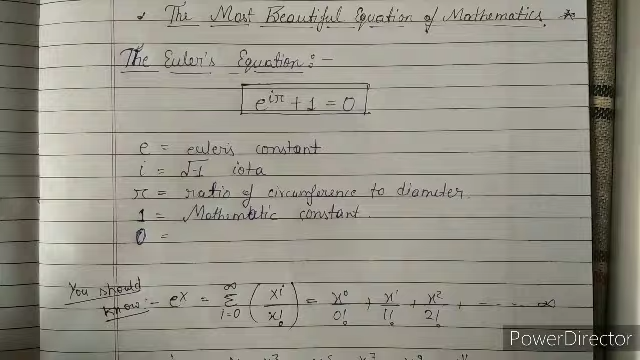 The Most Beautiful Equation of Mathematics.
The Euler's Equation:-
e^{iπ} + 1 = 0
e = euler's constant
i = √-1 iota
π = ratio of circumference to diameter.
1 = Mathematic constant.
0 =
You should know:- e^x = ∑_{i=0}^{∞} (x^i / x!) = x^0/0! + x^1/1! + x^2/2! + - - - - - ∞
PowerDirector